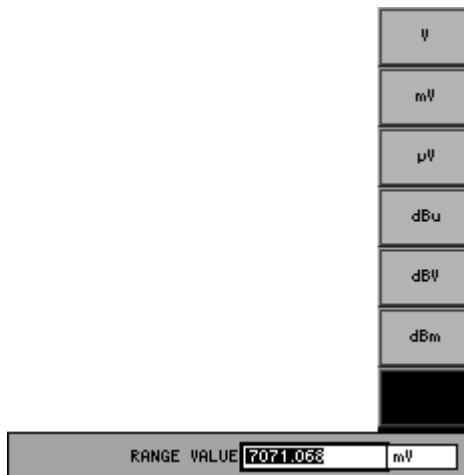 V
mV
µV
dBu
dBV
dBm
RANGE VALUE 7071.068 mV